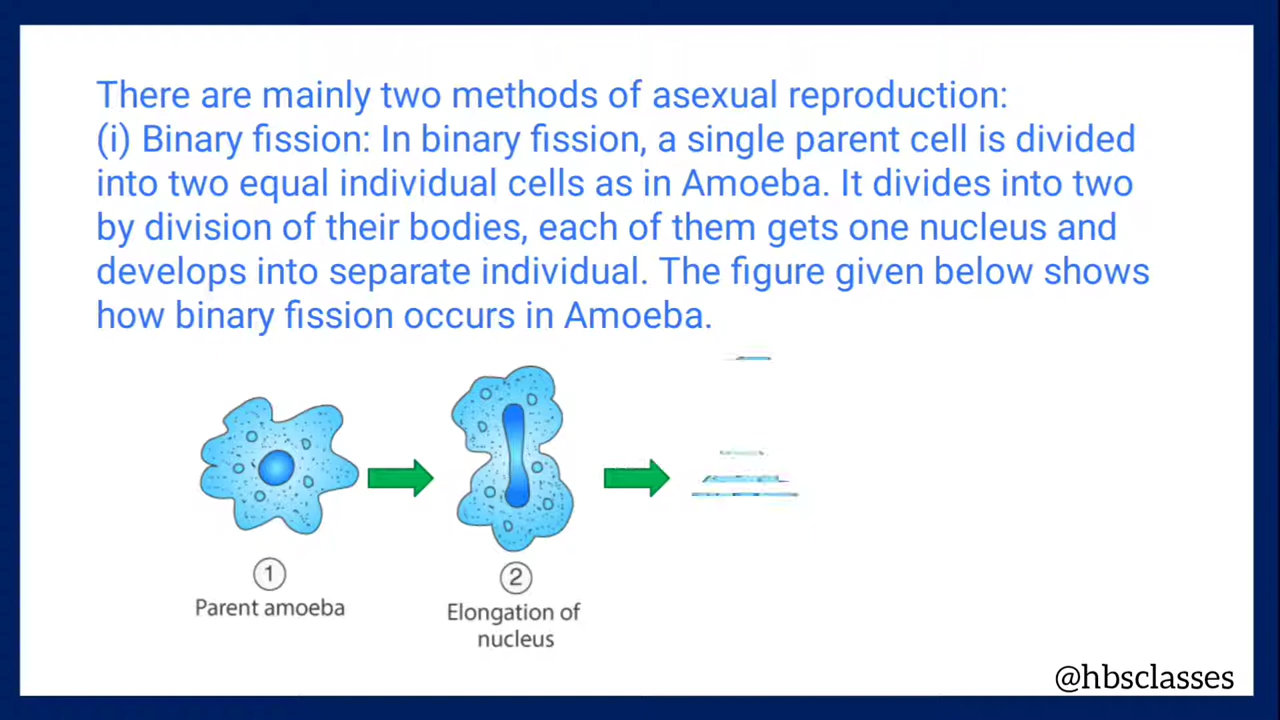 There are mainly two methods of asexual reproduction:
(i) Binary fission: In binary fission, a single parent cell is divided
into two equal individual cells as in Amoeba. It divides into two
by division of their bodies, each of them gets one nucleus and
develops into separate individual. The figure given below shows
how binary fission occurs in Amoeba.
1
Parent amoeba
2
Elongation of
nucleus
@hbsclasses